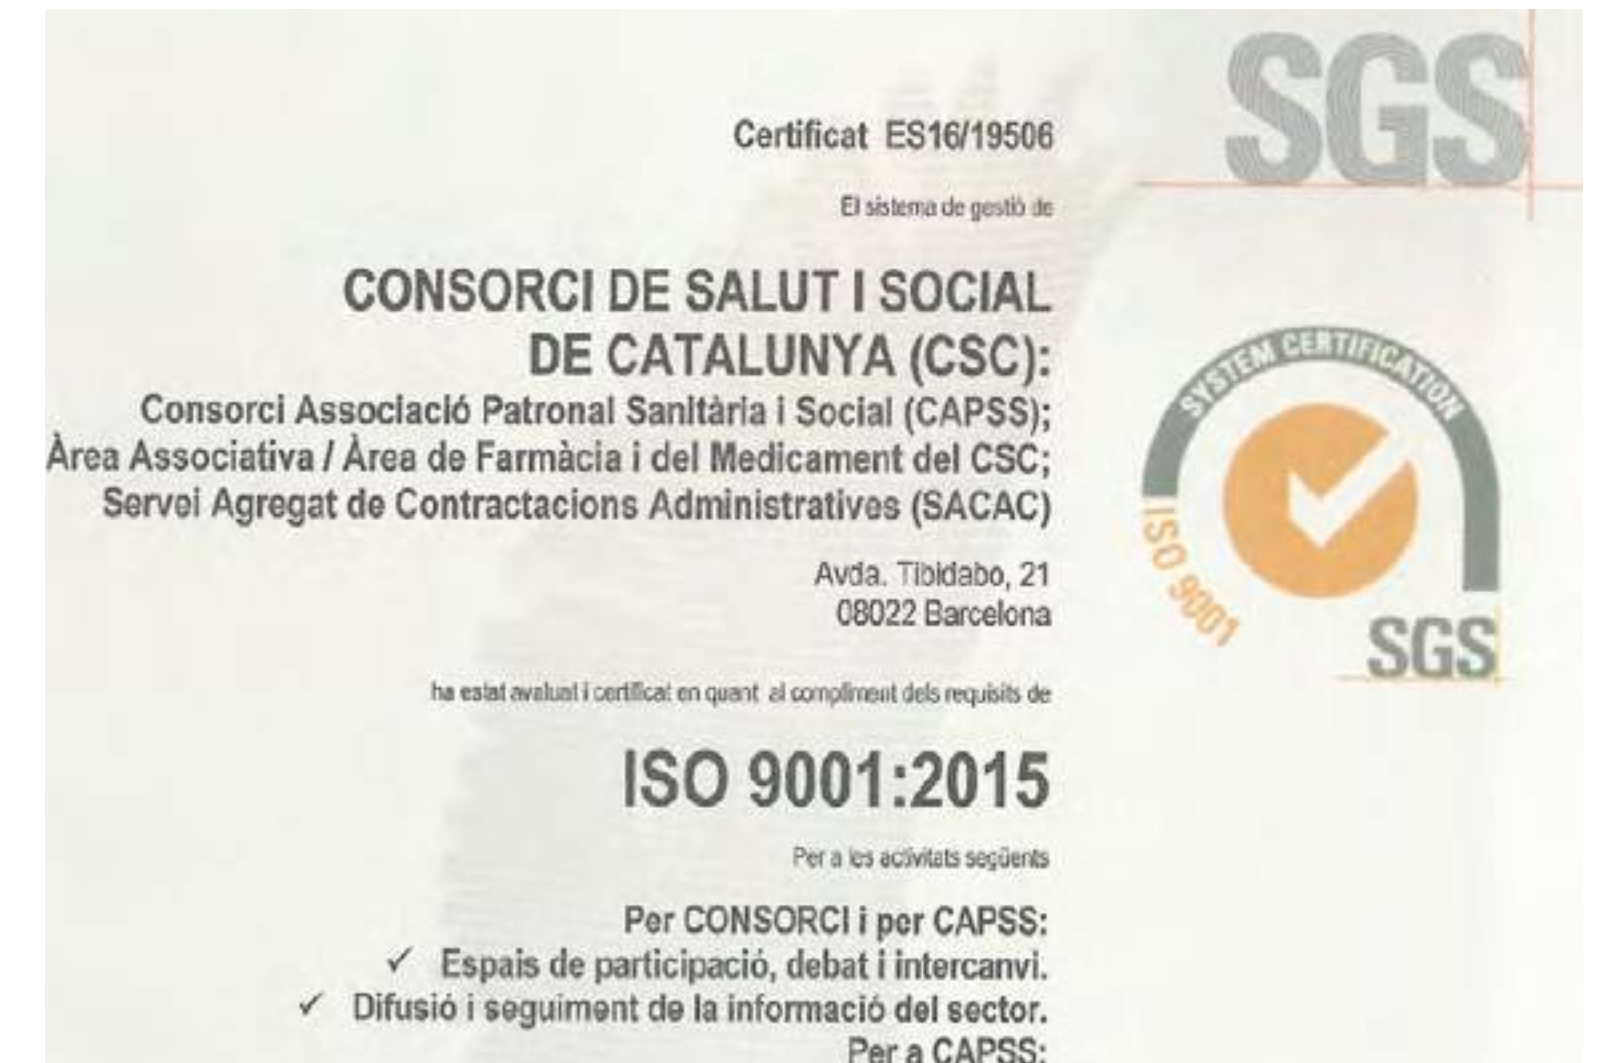 SGS
Certificat ES16/19506
El sistema de gestió de
CONSORCI DE SALUT I SOCIAL
DE CATALUNYA (CSC):
Consorci Associació Patronal Sanitària i Social (CAPSS);
Àrea Associativa / Àrea de Farmàcia i del Medicament del CSC;
Servei Agregat de Contractacions Administratives (SACAC)
SYSTEM CERTIFICATION
ISO 9001
SGS
Avda. Tibidabo, 21
08022 Barcelona
ha estat avaluat i certificat en quant al compliment dels requisits de
ISO 9001:2015
Per a les activitats següents
Per CONSORCI i per CAPSS:
✓ Espais de participació, debat i intercanvi.
✓ Difusió i seguiment de la informació del sector.
Per a CAPSS: